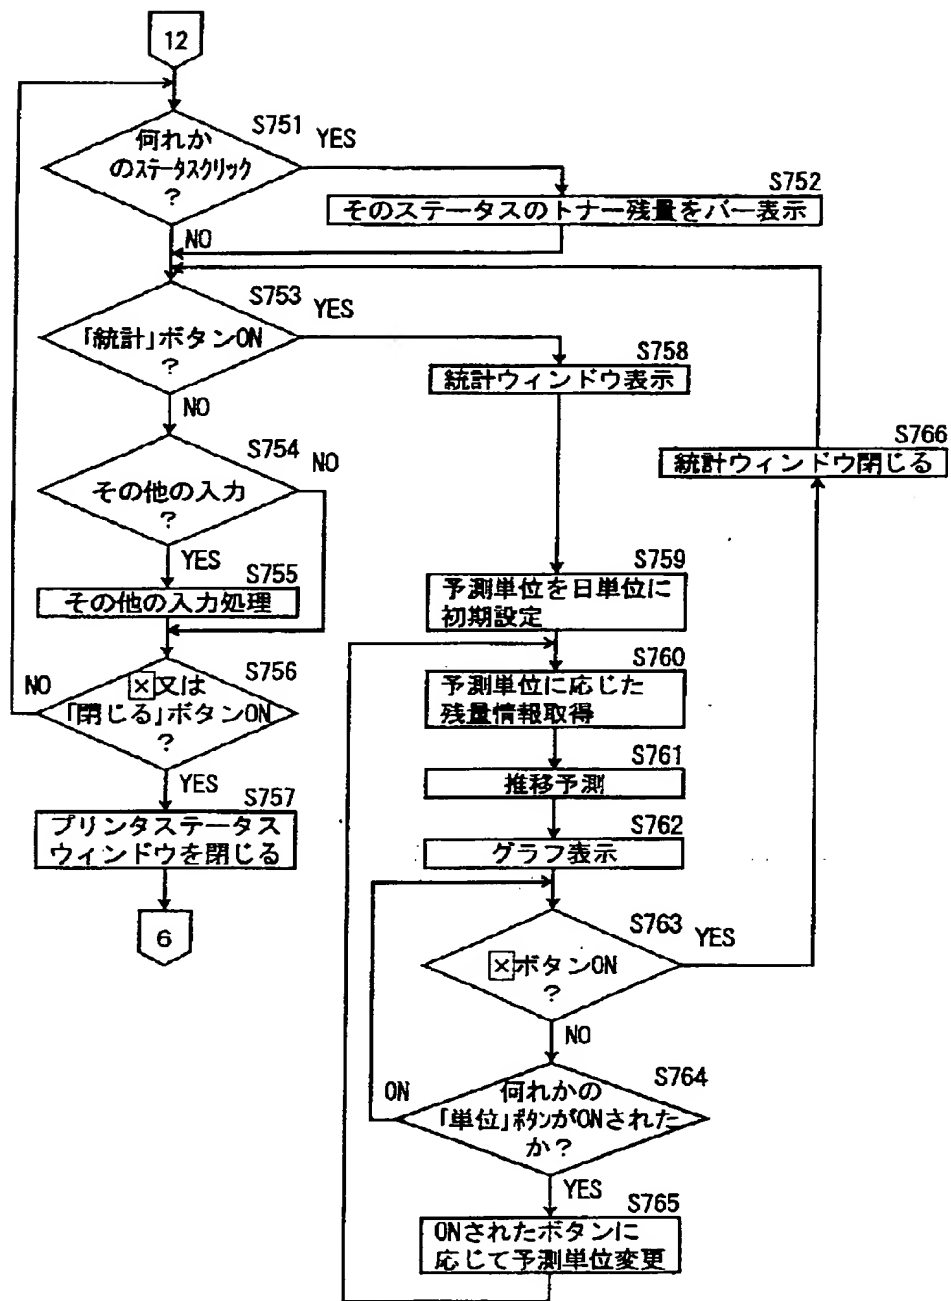 12
S751
YES
何れか
のステータスクリック
?
S752
そのステータスのトナー残量をバー表示
NO
S753
YES
「統計」ボタンON
?
S758
統計ウィンドウ表示
NO
S754
NO
その他の入力
?
S766
統計ウィンドウ閉じる
YES
S755
その他の入力処理
S759
予測単位を日単位に
初期設定
S756
NO
×又は
「閉じる」ボタンON
?
S760
予測単位に応じた
残量情報取得
YES
S757
プリンタステータス
ウィンドウを閉じる
S761
推移予測
S762
グラフ表示
6
S763
YES
×ボタンON
?
NO
S764
ON
何れかの
「単位」ボタンがONされた
か?
YES
S765
ONされたボタンに
応じて予測単位変更